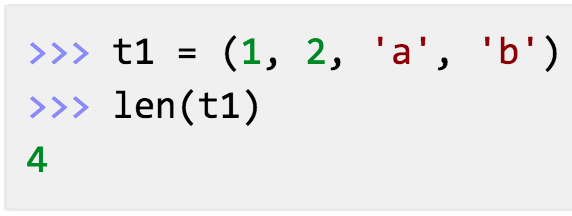 >>> t1 = (1, 2, 'a', 'b')
>>> len(t1)
4